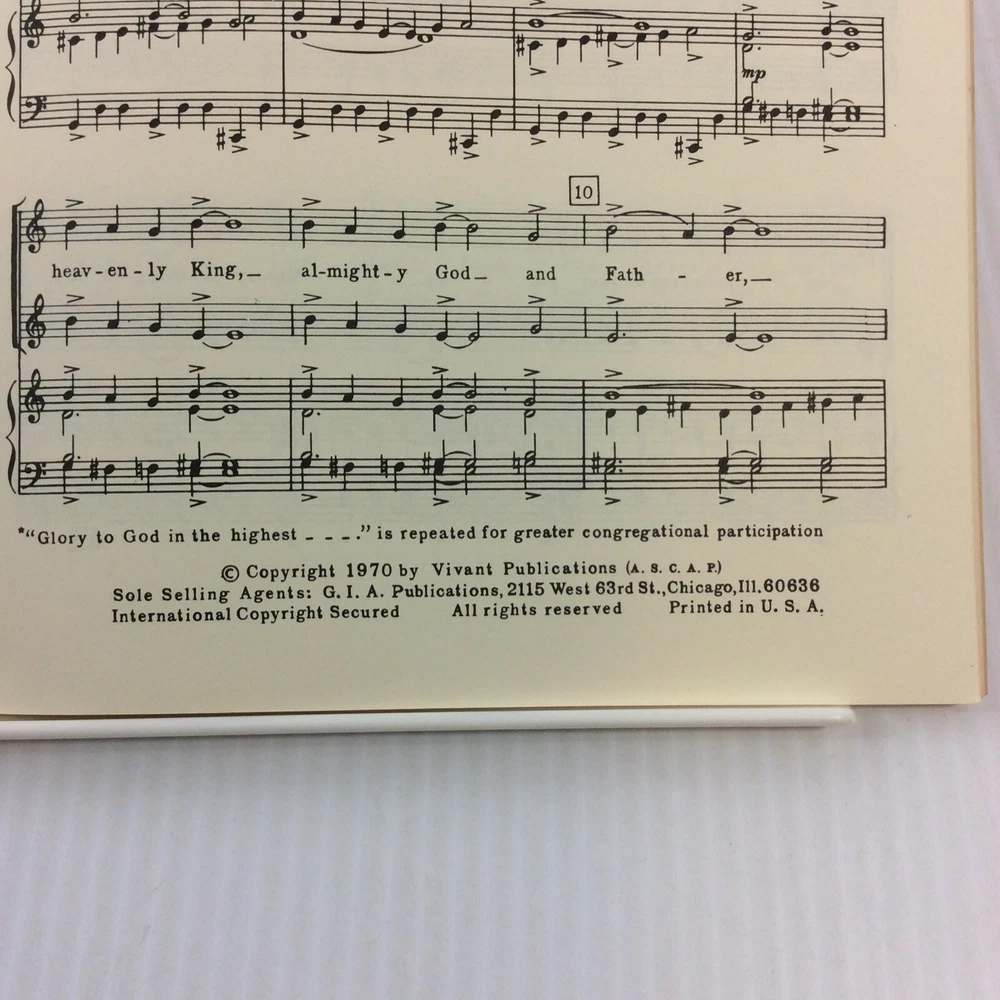 mp
10
heav-en-ly King,_ al-might-y God_ and Fath - er,_
*"Glory to God in the highest _ _ _ ." is repeated for greater congregational participation
© Copyright 1970 by Vivant Publications (A. S. C. A. P.)
Sole Selling Agents: G. I. A. Publications, 2115 West 63rd St., Chicago, Ill. 60636
International Copyright Secured All rights reserved Printed in U. S. A.